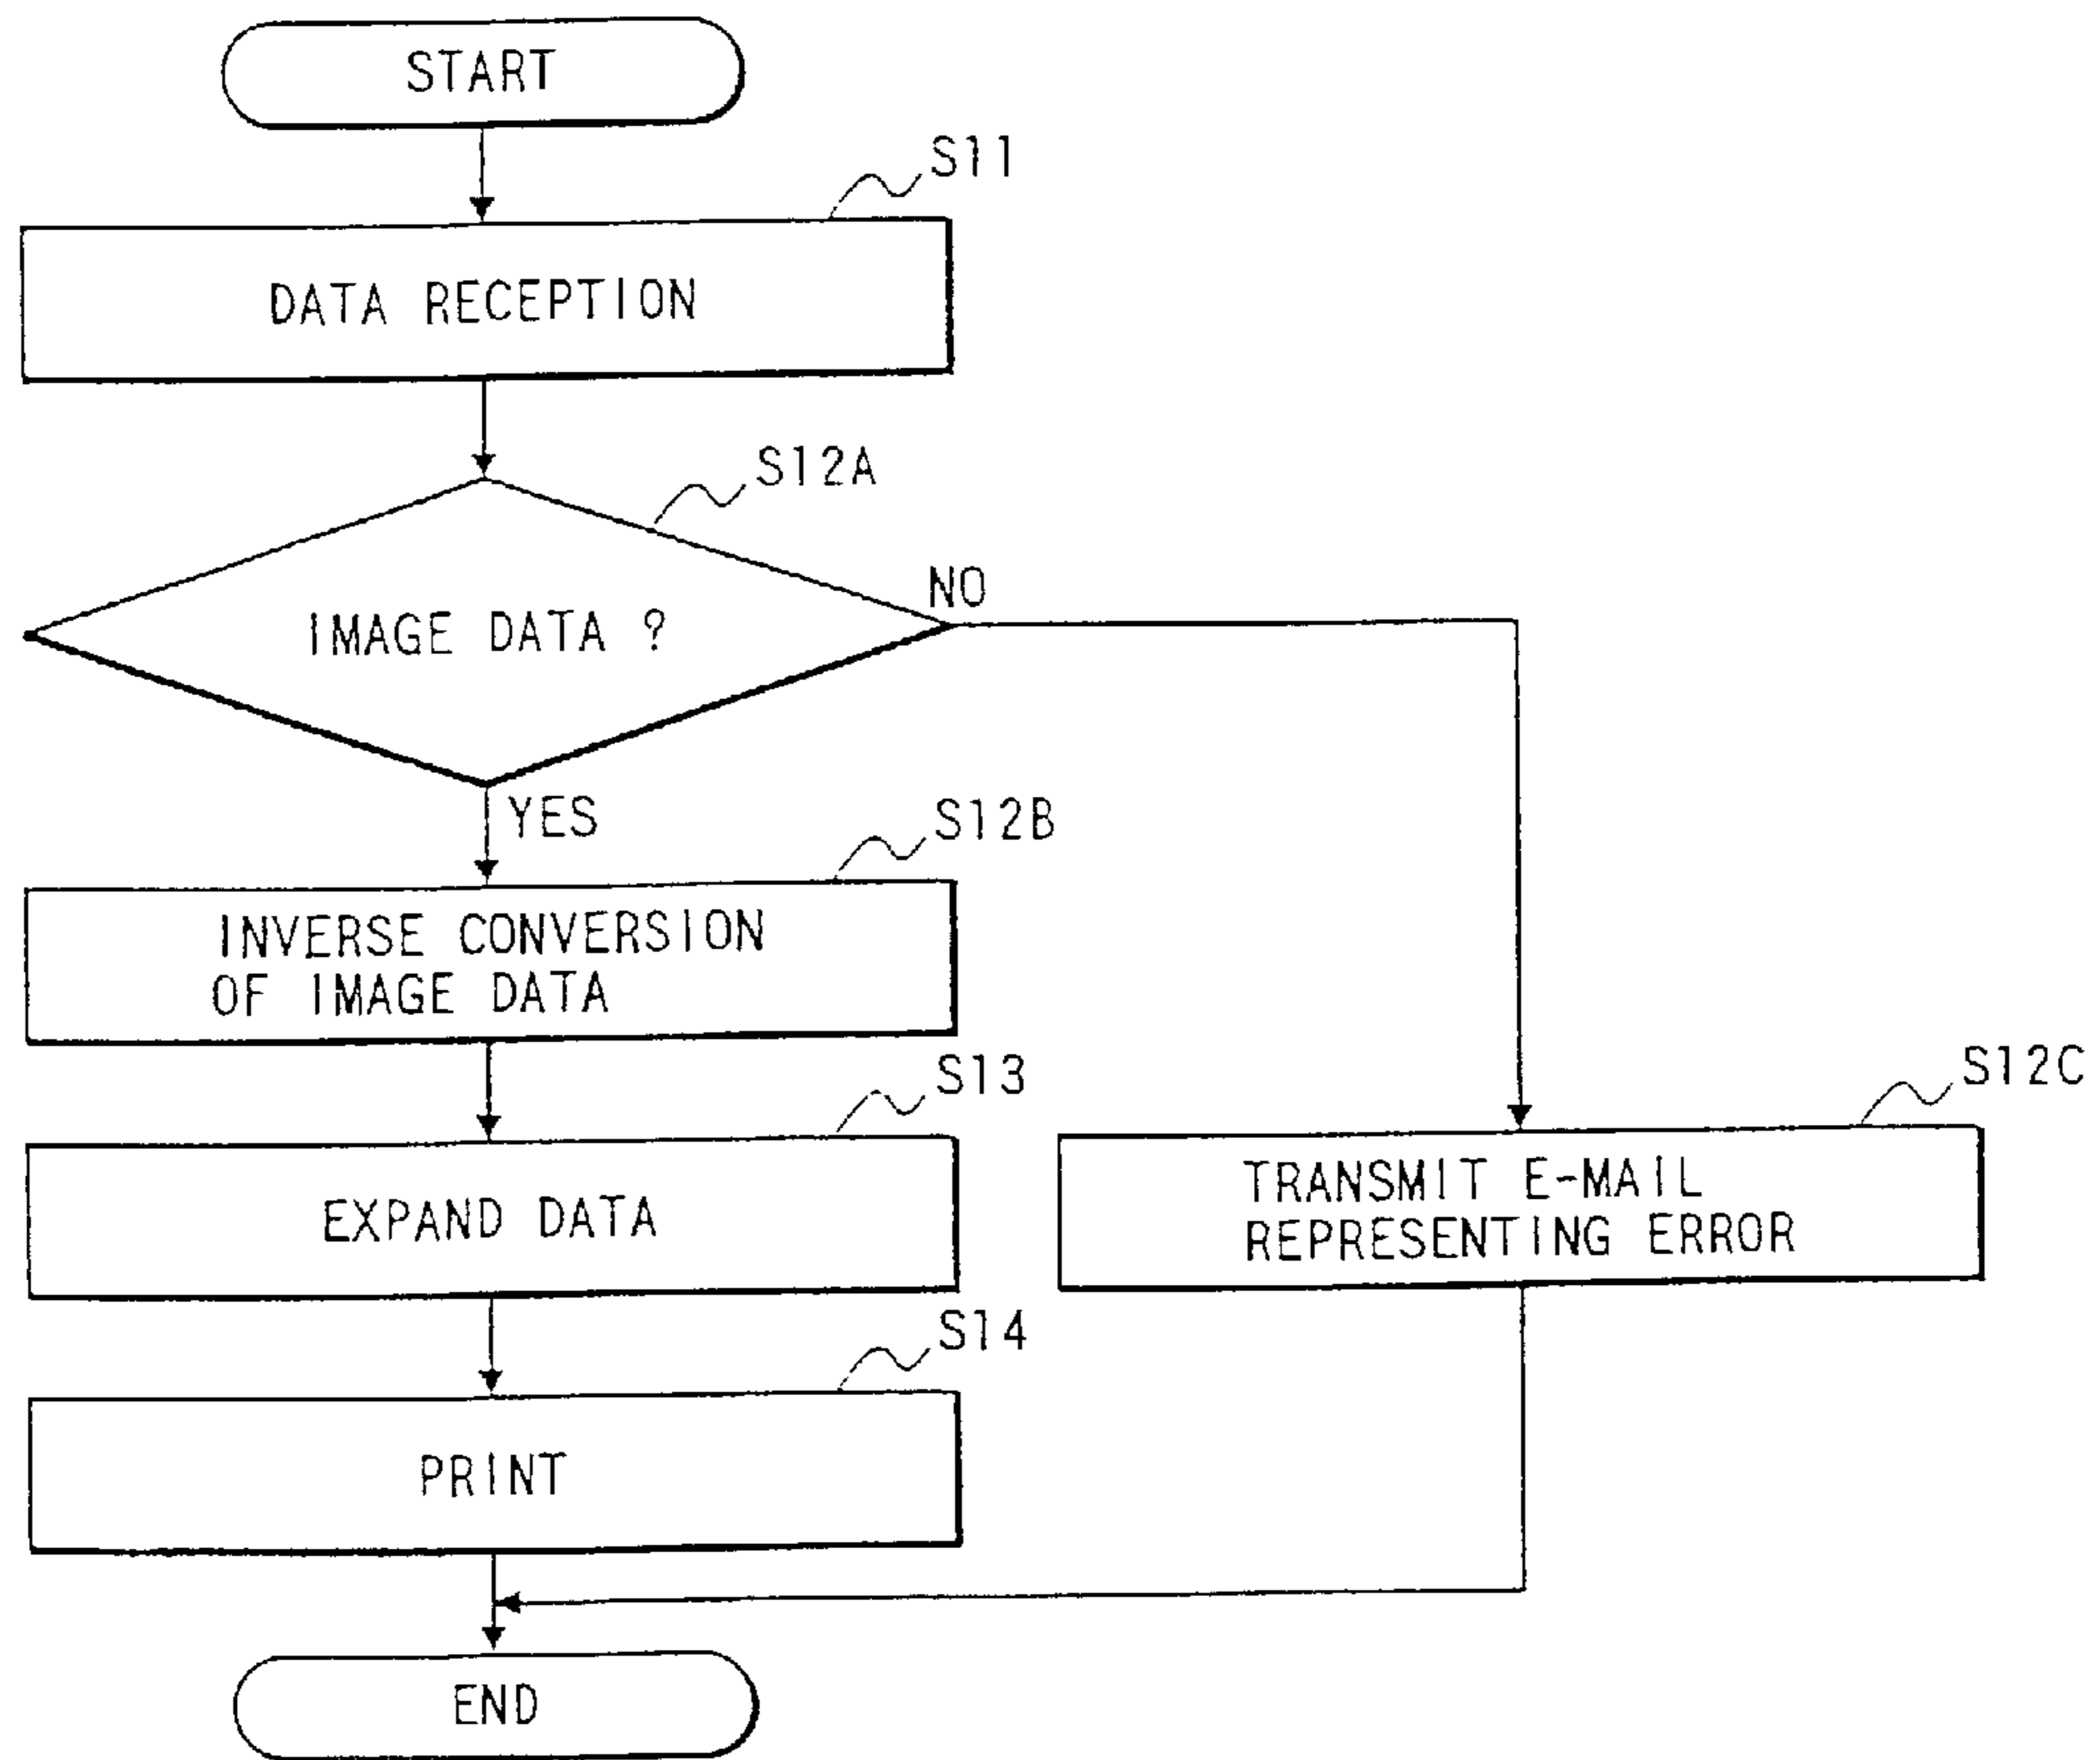 START
S11
DATA RECEPTION
S12A
NO
IMAGE DATA ?
YES
S12B
INVERSE CONVERSION
OF IMAGE DATA
S13
EXPAND DATA
S12C
TRANSMIT E-MAIL
REPRESENTING ERROR
S14
PRINT
END